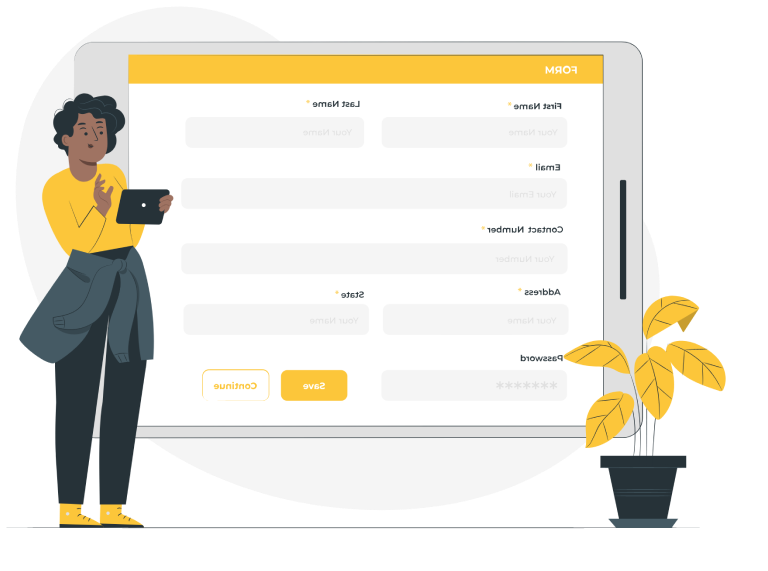 FORM
First Name *
Last Name *
Your Name
Your Name
Email *
Your Email
Contact Number *
Your Number
Address *
State *
Your Name
Your Name
Password
*******
Save
Continue